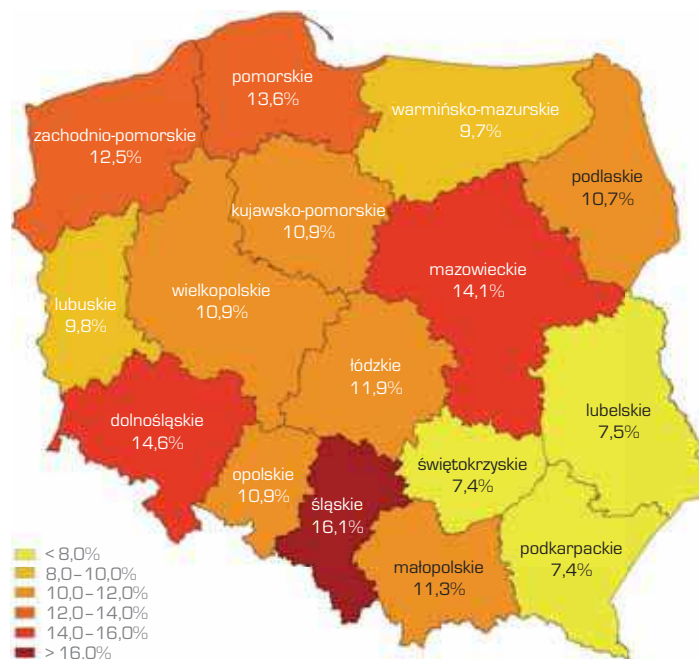 pomorskie
13,6%
warmińsko-mazurskie
9,7%
zachodnio-pomorskie
12,5%
podlaskie
10,7%
kujawsko-pomorskie
10,9%
mazowieckie
14,1%
lubuskie
9,8%
wielkopolskie
10,9%
łódzkie
11,9%
lubelskie
7,5%
dolnośląskie
14,6%
opolskie
10,9%
śląskie
16,1%
świętokrzyskie
7,4%
podkarpackie
7,4%
małopolskie
11,3%
< 8,0%
8,0–10,0%
10,0–12,0%
12,0–14,0%
14,0–16,0%
> 16,0%